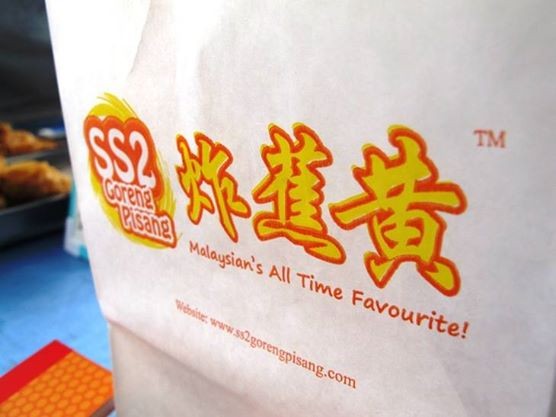 SS2
Goreng
Pisang
炸蕉黄
TM
Malaysian's All Time Favourite!
Website: www.ss2gorengpisang.com